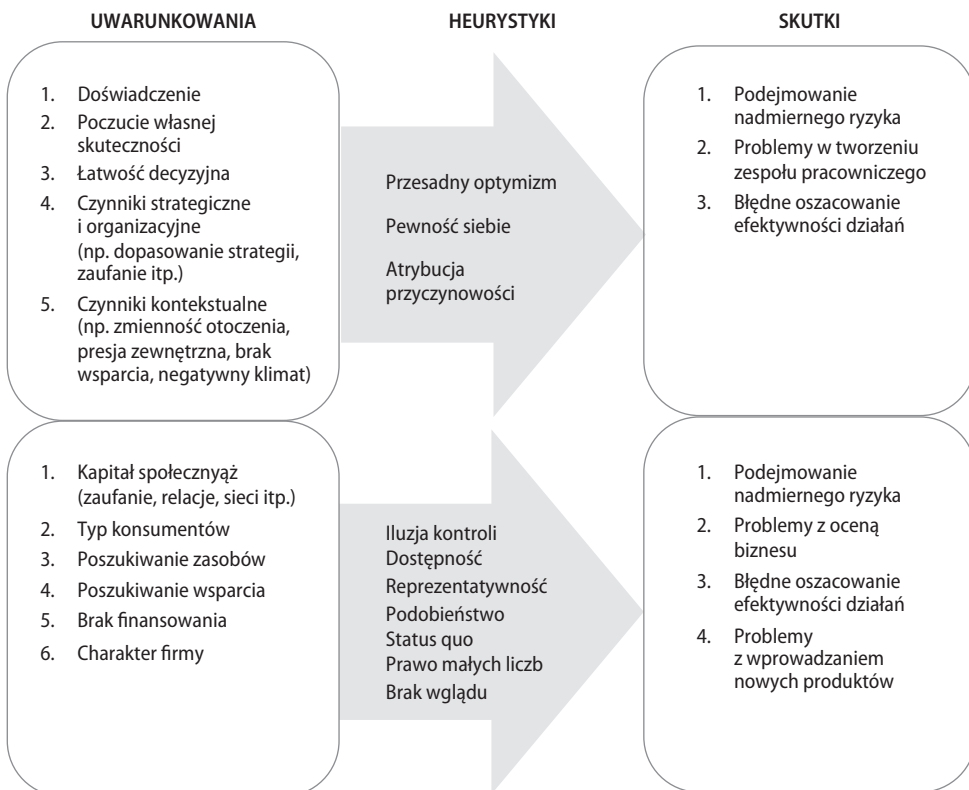 UWARUNKOWANIA
HEURYSTYKI
SKUTKI
1. Doświadczenie
2. Poczucie własnej
skuteczności
3. Łatwość decyzyjna
4. Czynniki strategiczne
i organizacyjne
(np. dopasowanie strategii,
zaufanie itp.)
5. Czynniki kontekstualne
(np. zmienność otoczenia,
presja zewnętrzna, brak
wsparcia, negatywny klimat)
Przesadny optymizm
Pewność siebie
Atrybucja
przyczynowości
1. Podejmowanie
nadmiernego ryzyka
2. Problemy w tworzeniu
zespołu pracowniczego
3. Błędne oszacowanie
efektywności działań
1. Kapitał społecznyąż
(zaufanie, relacje, sieci itp.)
2. Typ konsumentów
3. Poszukiwanie zasobów
4. Poszukiwanie wsparcia
5. Brak finansowania
6. Charakter firmy
Iluzja kontroli
Dostępność
Reprezentatywność
Podobieństwo
Status quo
Prawo małych liczb
Brak wglądu
1. Podejmowanie
nadmiernego ryzyka
2. Problemy z oceną
biznesu
3. Błędne oszacowanie
efektywności działań
4. Problemy
z wprowadzaniem
nowych produktów